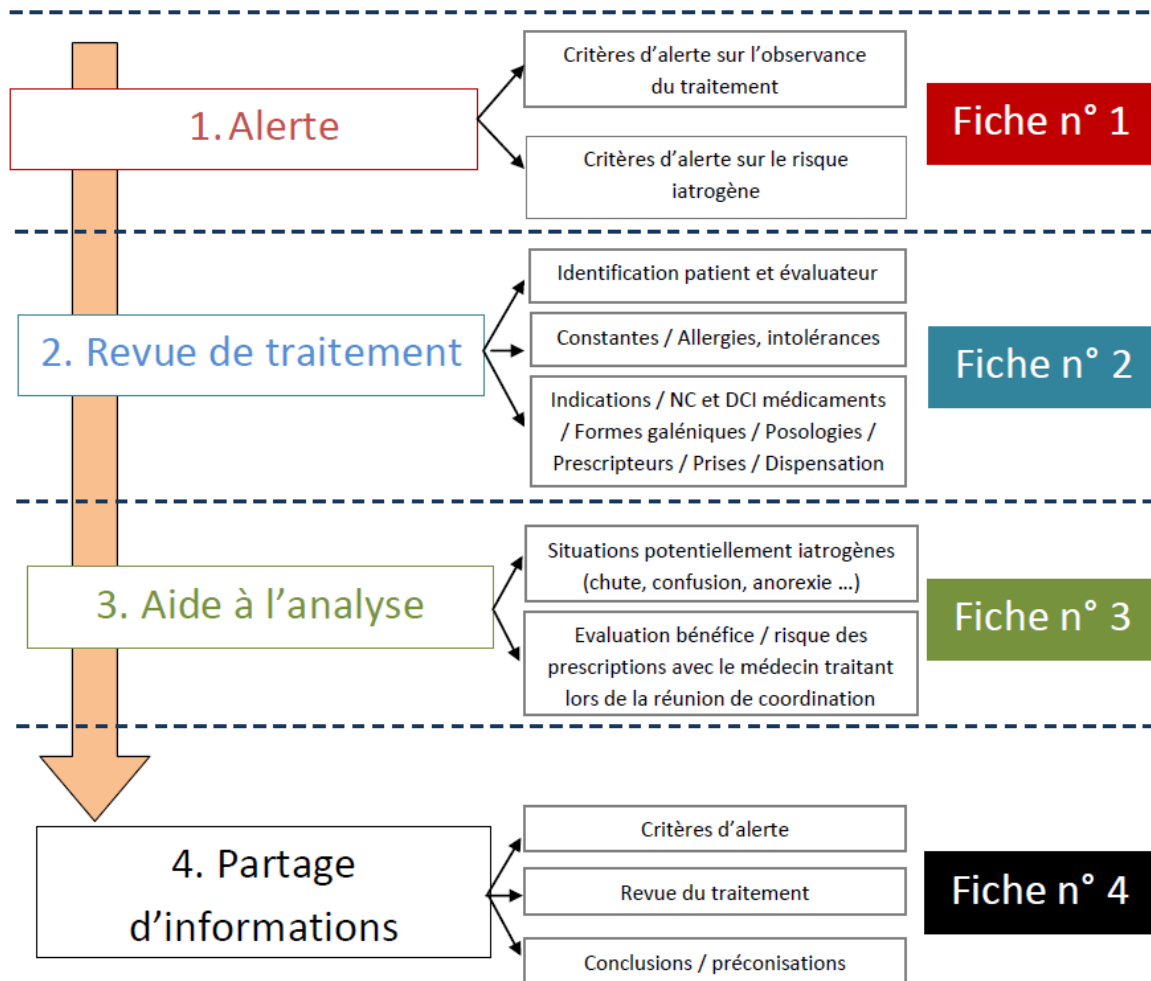 1. Alerte
Critères d'alerte sur l'observance
du traitement
Critères d'alerte sur le risque
iatrogène
Fiche n° 1
2. Revue de traitement
Identification patient et évaluateur
Constantes / Allergies, intolérances
Indications / NC et DCI médicaments
/ Formes galéniques / Posologies /
Prescripteurs / Prises / Dispensation
Fiche n° 2
3. Aide à l'analyse
Situations potentiellement iatrogènes
(chute, confusion, anorexie ...)
Evaluation bénéfice / risque des
prescriptions avec le médecin traitant
lors de la réunion de coordination
Fiche n° 3
4. Partage
d'informations
Critères d'alerte
Revue du traitement
Conclusions / préconisations
Fiche n° 4